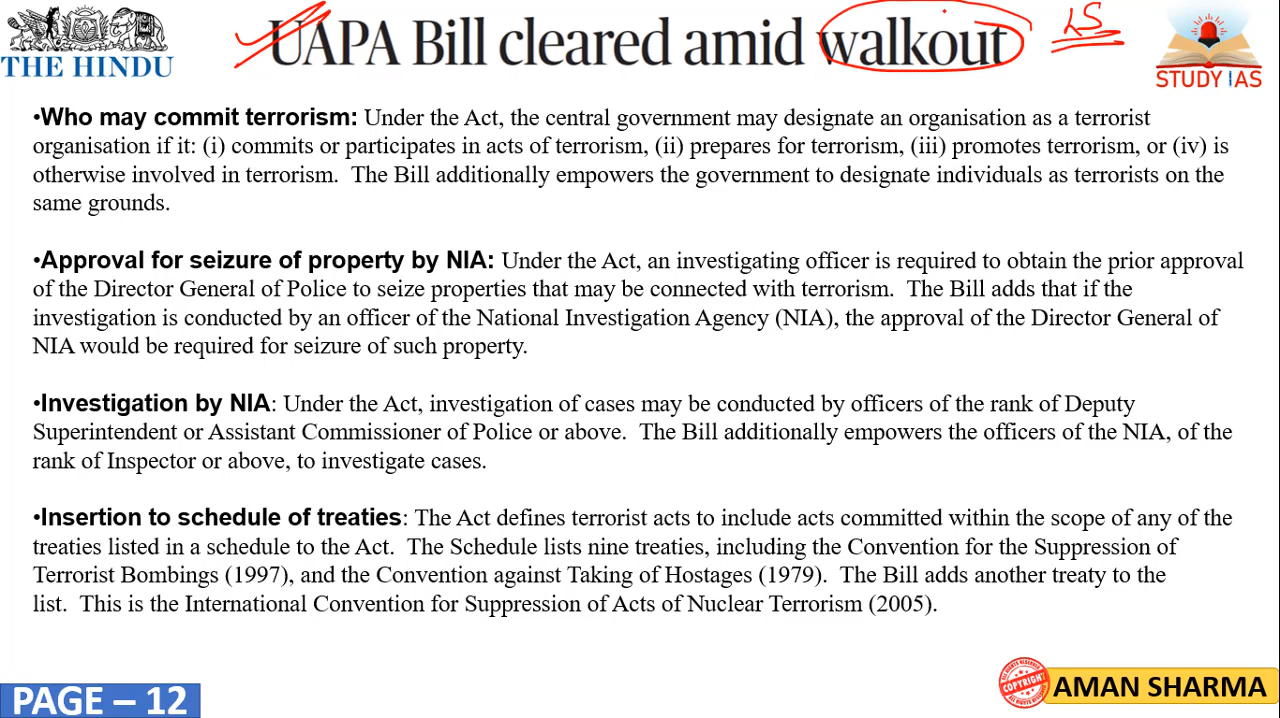 THE HINDU
UAPA Bill cleared amid walkout
LS
STUDY IAS
•Who may commit terrorism: Under the Act, the central government may designate an organisation as a terrorist
organisation if it: (i) commits or participates in acts of terrorism, (ii) prepares for terrorism, (iii) promotes terrorism, or (iv) is
otherwise involved in terrorism. The Bill additionally empowers the government to designate individuals as terrorists on the
same grounds.
•Approval for seizure of property by NIA: Under the Act, an investigating officer is required to obtain the prior approval
of the Director General of Police to seize properties that may be connected with terrorism. The Bill adds that if the
investigation is conducted by an officer of the National Investigation Agency (NIA), the approval of the Director General of
NIA would be required for seizure of such property.
•Investigation by NIA: Under the Act, investigation of cases may be conducted by officers of the rank of Deputy
Superintendent or Assistant Commissioner of Police or above. The Bill additionally empowers the officers of the NIA, of the
rank of Inspector or above, to investigate cases.
•Insertion to schedule of treaties: The Act defines terrorist acts to include acts committed within the scope of any of the
treaties listed in a schedule to the Act. The Schedule lists nine treaties, including the Convention for the Suppression of
Terrorist Bombings (1997), and the Convention against Taking of Hostages (1979). The Bill adds another treaty to the
list. This is the International Convention for Suppression of Acts of Nuclear Terrorism (2005).
PAGE – 12
COPYRIGHT
AMAN SHARMA